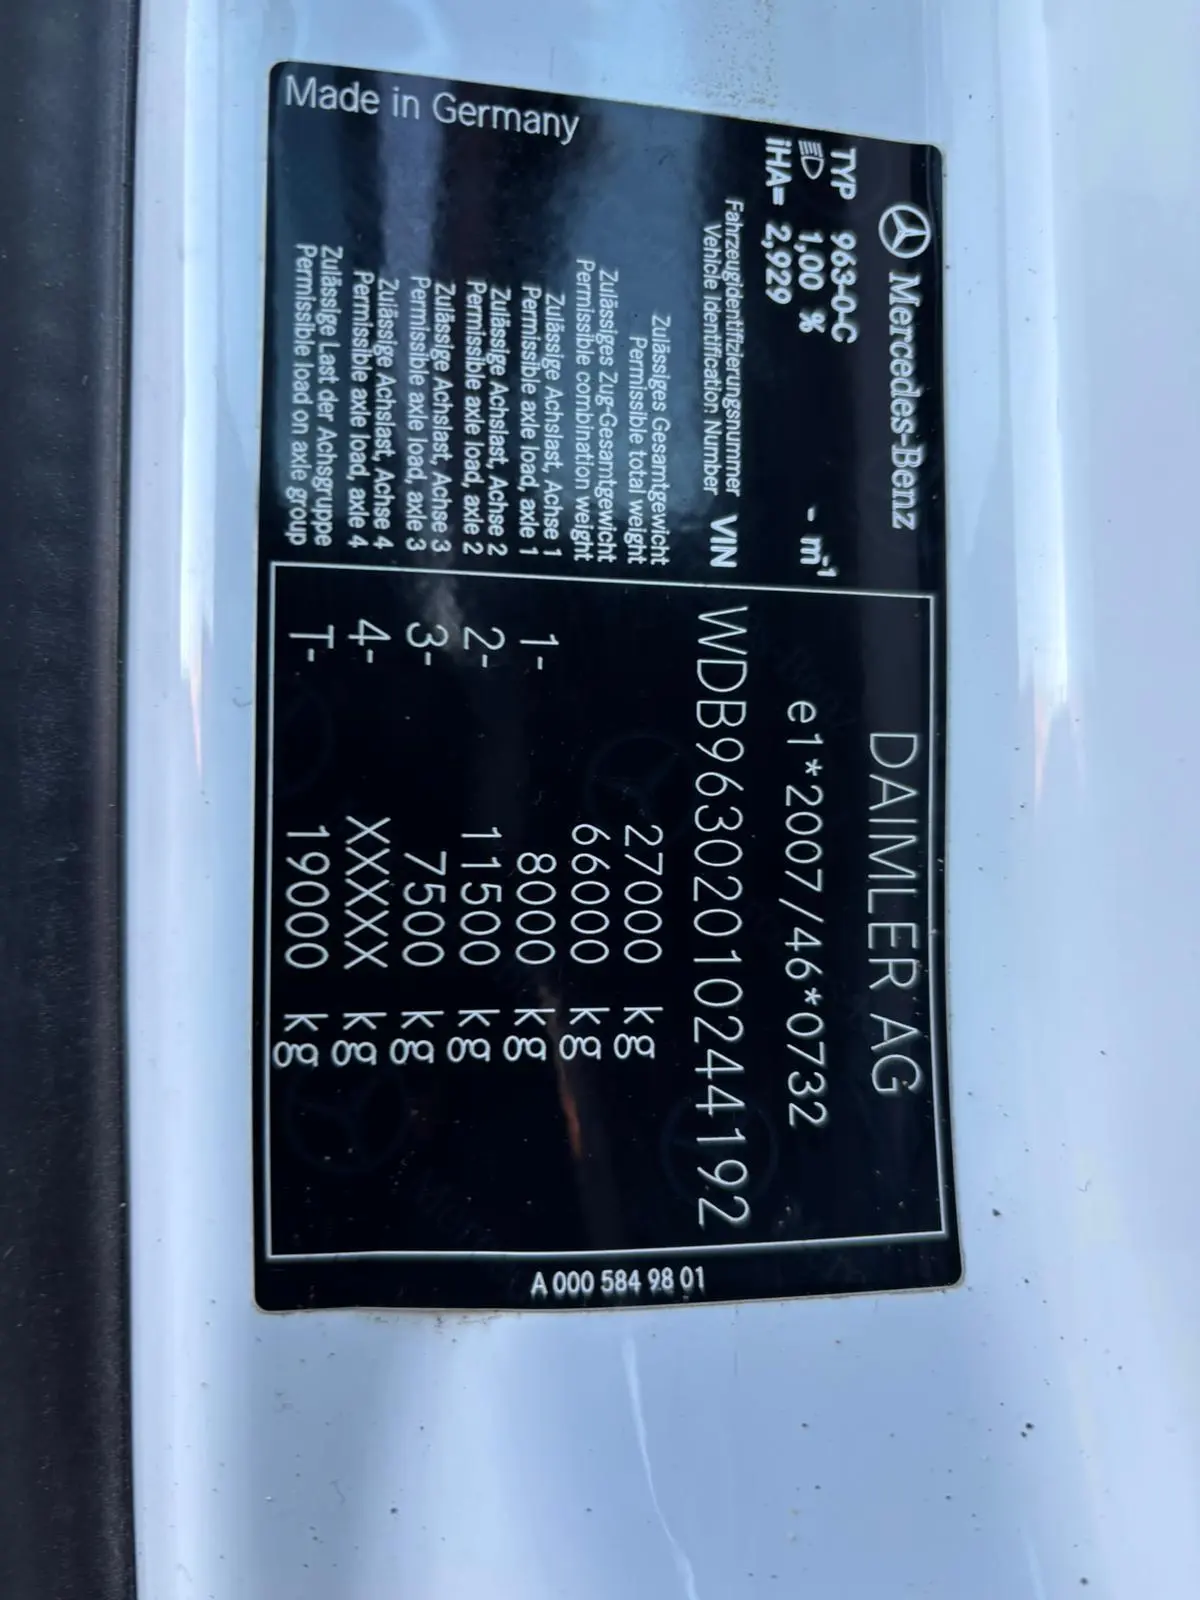 Mercedes-Benz
DAIMLER AG
TYP 963-0-C
1,00 % - m-1
e1*2007/46*0732
iHA= 2,929
Fahrzeugidentifizierungsnummer
Vehicle Identification Number VIN WDB96302010244192
Zulässiges Gesamtgewicht
Permissible total weight 27000 kg
Zulässiges Zug-Gesamtgewicht
Permissible combination weight 66000 kg
Zulässige Achslast, Achse 1
Permissible axle load, axle 1 1- 8000 kg
Zulässige Achslast, Achse 2
Permissible axle load, axle 2 2- 11500 kg
Zulässige Achslast, Achse 3
Permissible axle load, axle 3 3- 7500 kg
Zulässige Achslast, Achse 4
Permissible axle load, axle 4 4- XXXXX kg
Zulässige Last der Achsgruppe
Permissible load on axle group T- 19000 kg
Made in Germany
A 000 584 98 01